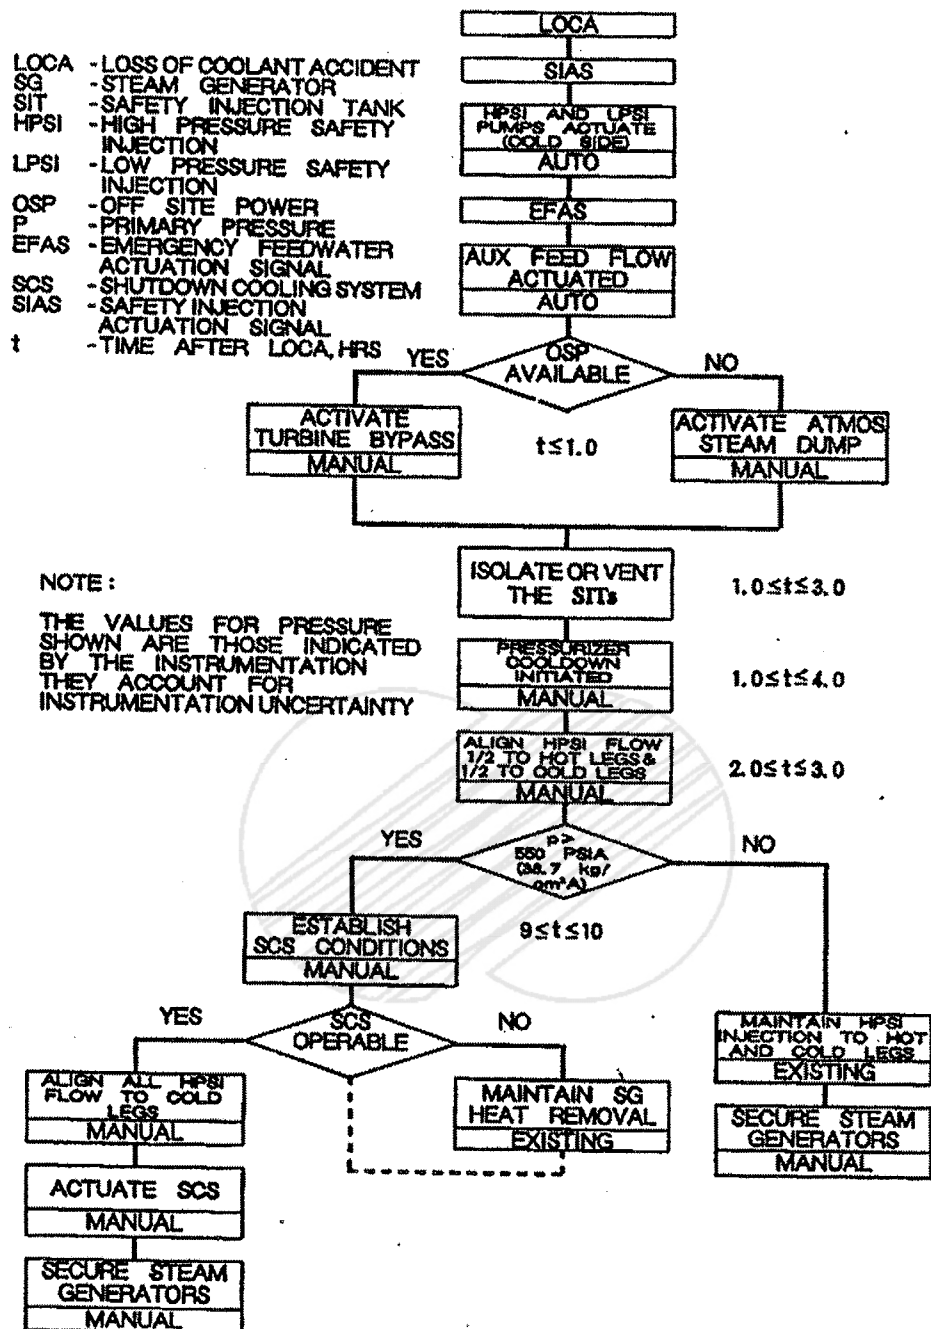 LOCA - LOSS OF COOLANT ACCIDENT
SG - STEAM GENERATOR
SIT - SAFETY INJECTION TANK
HPSI - HIGH PRESSURE SAFETY
INJECTION
LPSI - LOW PRESSURE SAFETY
INJECTION
OSP - OFF SITE POWER
P - PRIMARY PRESSURE
EFAS - EMERGENCY FEEDWATER
ACTUATION SIGNAL
SCS - SHUTDOWN COOLING SYSTEM
SIAS - SAFETY INJECTION
ACTUATION SIGNAL
t - TIME AFTER LOCA, HRS
LOCA
SIAS
HPSI AND LPSI
PUMPS ACTUATE
(COLD SIDE)
AUTO
EFAS
AUX FEED FLOW
ACTUATED
AUTO
OSP
AVAILABLE
YES
NO
ACTIVATE
TURBINE BYPASS
MANUAL
t≤1.0
ACTIVATE ATMOS
STEAM DUMP
MANUAL
ISOLATE OR VENT
THE SITs
1.0≤t≤3.0
NOTE :
THE VALUES FOR PRESSURE
SHOWN ARE THOSE INDICATED
BY THE INSTRUMENTATION
THEY ACCOUNT FOR
INSTRUMENTATION UNCERTAINTY
PRESSURIZER
COOLDOWN
INITIATED
MANUAL
1.0≤t≤4.0
ALIGN HPSI FLOW
1/2 TO HOT LEGS &
1/2 TO COLD LEGS
MANUAL
2.0≤t≤3.0
YES
NO
P >
550 PSIA
(38.7 kg/
cm²A)
9≤t≤10
ESTABLISH
SCS CONDITIONS
MANUAL
YES
NO
SCS
OPERABLE
ALIGN ALL HPSI
FLOW TO COLD
LEGS
MANUAL
ACTUATE SCS
MANUAL
SECURE STEAM
GENERATORS
MANUAL
MAINTAIN SG
HEAT REMOVAL
EXISTING
MAINTAIN HPSI
INJECTION TO HOT
AND COLD LEGS
EXISTING
SECURE STEAM
GENERATORS
MANUAL